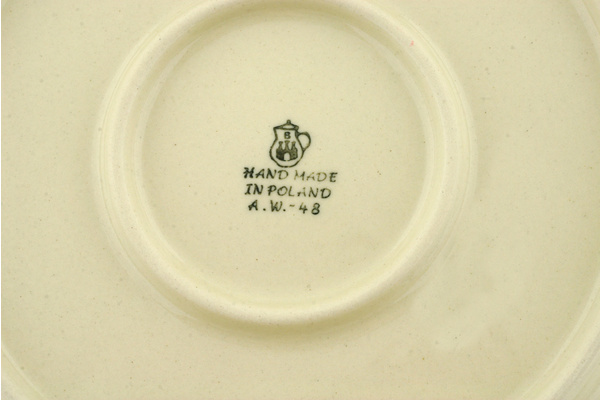 B
HAND MADE
IN POLAND
A.W.-48